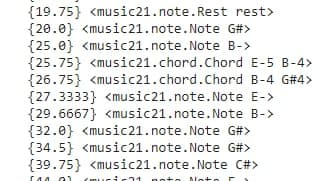 {19.75} <music21.note.Rest rest>
{20.0} <music21.note.Note G#>
{25.0} <music21.note.Note B->
{25.75} <music21.chord.Chord E-5 B-4>
{26.75} <music21.chord.Chord B-4 G#4>
{27.3333} <music21.note.Note E->
{29.6667} <music21.note.Note B->
{32.0} <music21.note.Note G#>
{34.5} <music21.note.Note G#>
{39.75} <music21.note.Note C#>